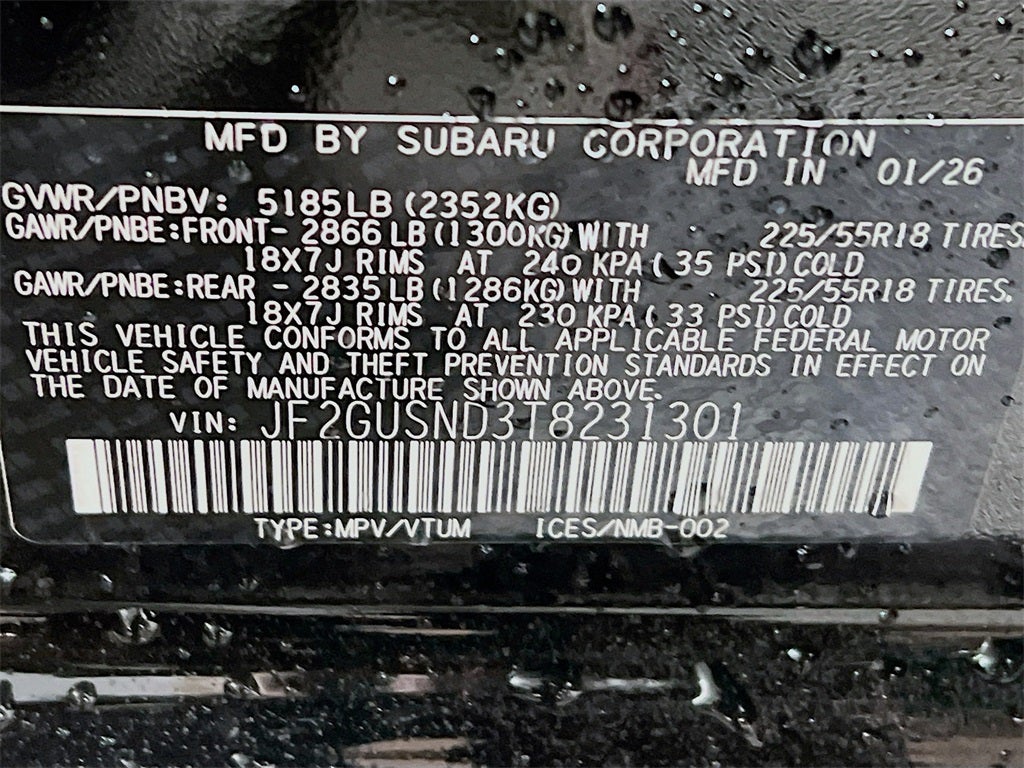 MFD BY SUBARU CORPORATION
MFD IN 01/26
GVWR/PNBV: 5185LB (2352KG)
GAWR/PNBE:FRONT- 2866 LB (1300KG) WITH 225/55R18 TIRES.
18X7J RIMS AT 240 KPA ( 35 PSI) COLD
GAWR/PNBE:REAR - 2835 LB (1286KG) WITH 225/55R18 TIRES.
18X7J RIMS AT 230 KPA ( 33 PSI) COLD
THIS VEHICLE CONFORMS TO ALL APPLICABLE FEDERAL MOTOR
VEHICLE SAFETY AND THEFT PREVENTION STANDARDS IN EFFECT ON
THE DATE OF MANUFACTURE SHOWN ABOVE.
VIN: JF2GUSND3T8231301
TYPE:MPV/VTUM ICES/NMB-002